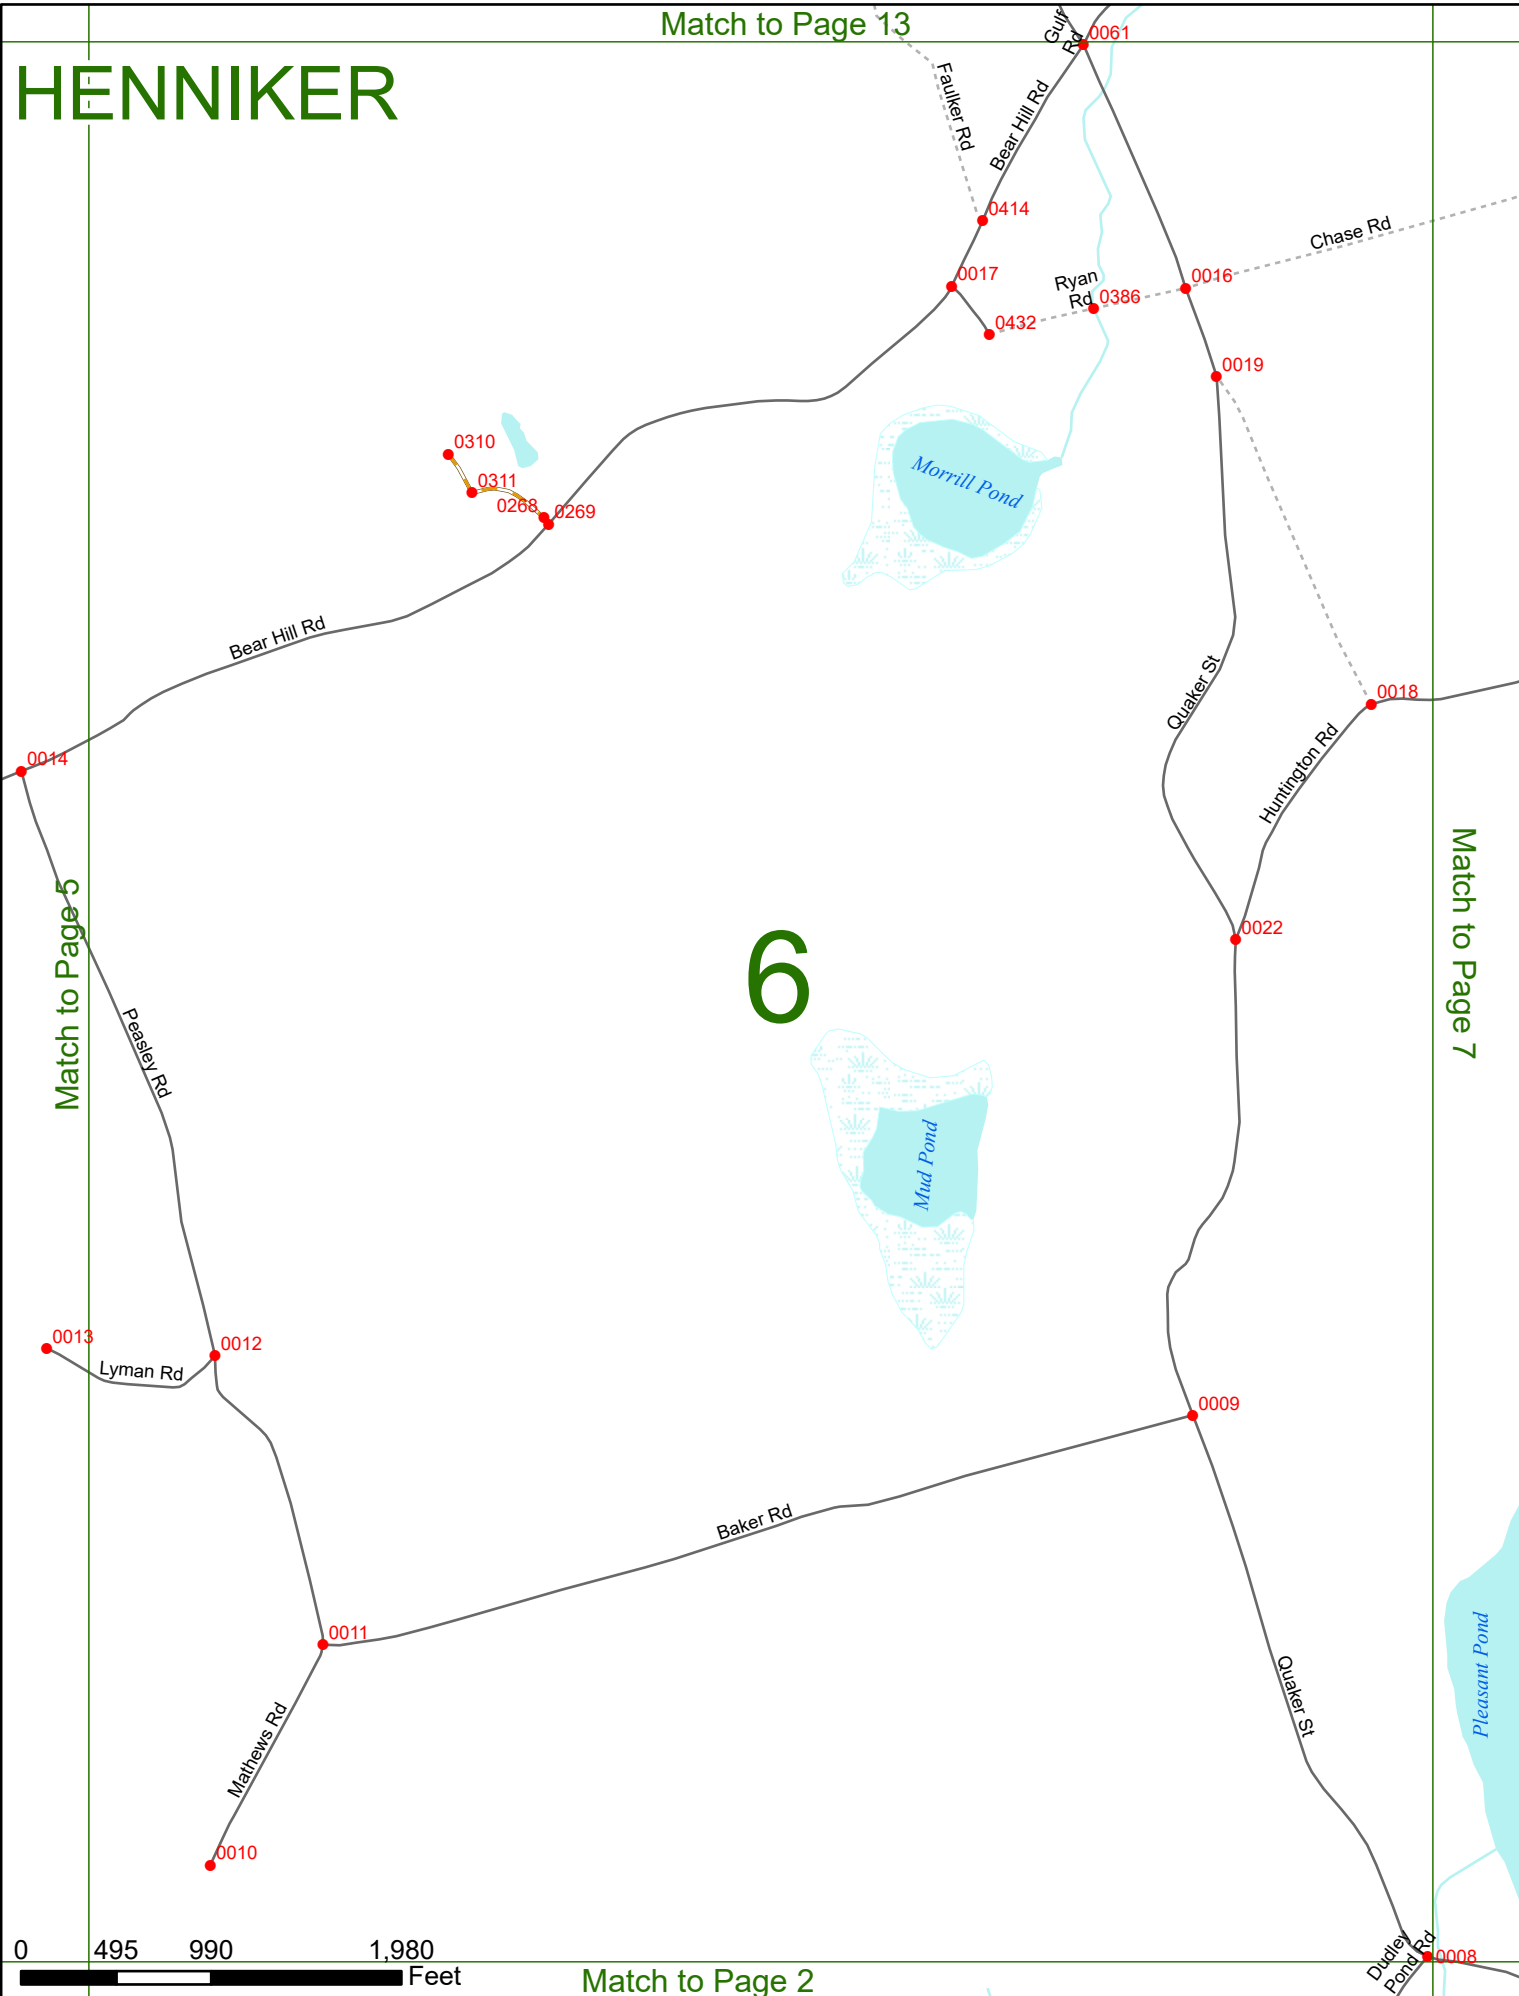 Match to Page 13
HENNIKER
Gulf
Rd
0061
Faulker Rd
Bear Hill Rd
0414
Chase Rd
0017
Ryan
Rd
0386
0016
0432
0019
0310
0311
0268
0269
Morrill Pond
Bear Hill Rd
Quaker St
0018
Huntington Rd
0014
Match to Page 5
Match to Page 7
6
0022
Peasley Rd
Mud Pond
0013
0012
Lyman Rd
0009
Baker Rd
0011
Pleasant Pond
Quaker St
Mathews Rd
0010
0 495 990 1,980
Feet
Dudley
Pond Rd
0008
Match to Page 2